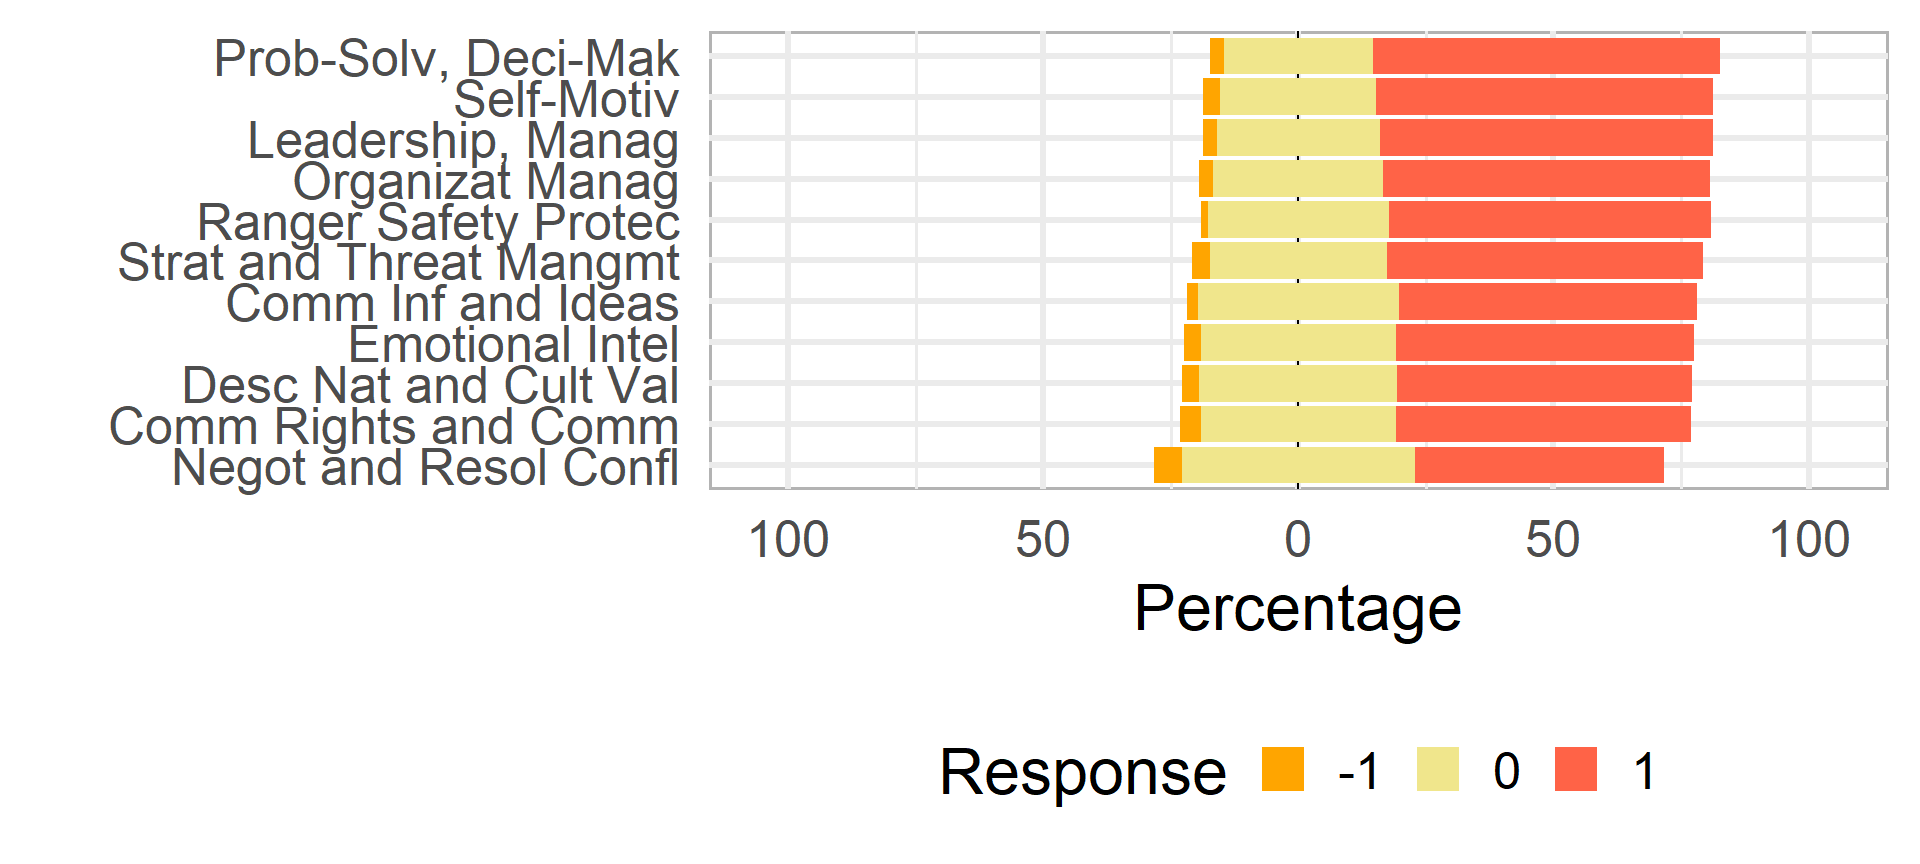 Prob-Solv, Deci-Mak
Self-Motiv
Leadership, Manag
Organizat Manag
Ranger Safety Protec
Strat and Threat Mangmt
Comm Inf and Ideas
Emotional Intel
Desc Nat and Cult Val
Comm Rights and Comm
Negot and Resol Confl
100 50 0 50 100
Percentage
Response -1 0 1